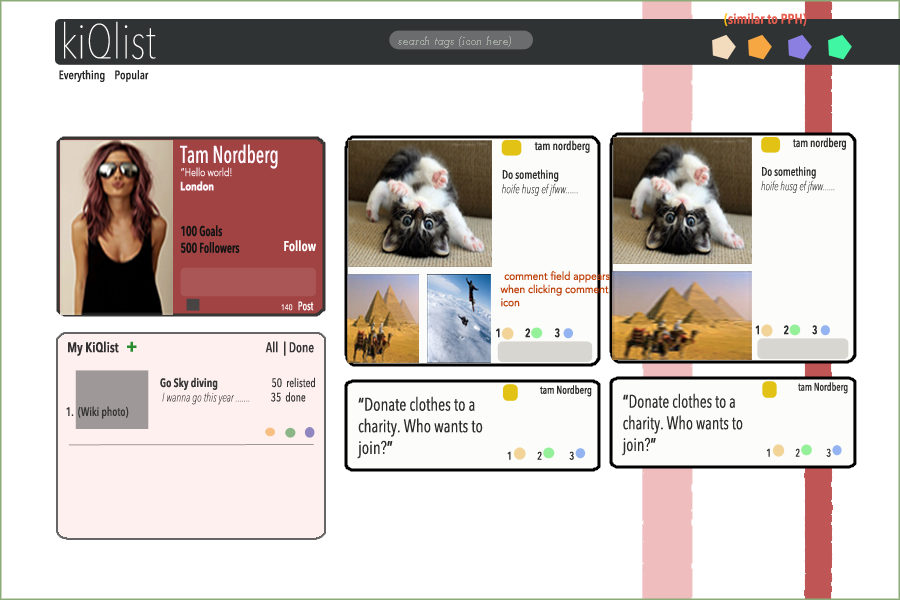 (similar to PPH)
kiQlist
search tags (icon here)
Everything Popular
Tam Nordberg
"Hello world!
London
100 Goals
500 Followers
Follow
140 Post
My KiQlist +
All | Done
Go Sky diving
I wanna go this year.......
50 relisted
35 done
1. (Wiki photo)
tam nordberg
Do something
hoife husg ef jfww......
comment field appears
when clicking comment
icon
1 2 3
"Donate clothes to a
charity. Who wants to
join?"
tam Nordberg
1 2 3
tam nordberg
Do something
hoife husg ef jfww......
1 2 3
"Donate clothes to a
charity. Who wants to
join?"
tam Nordberg
1 2 3